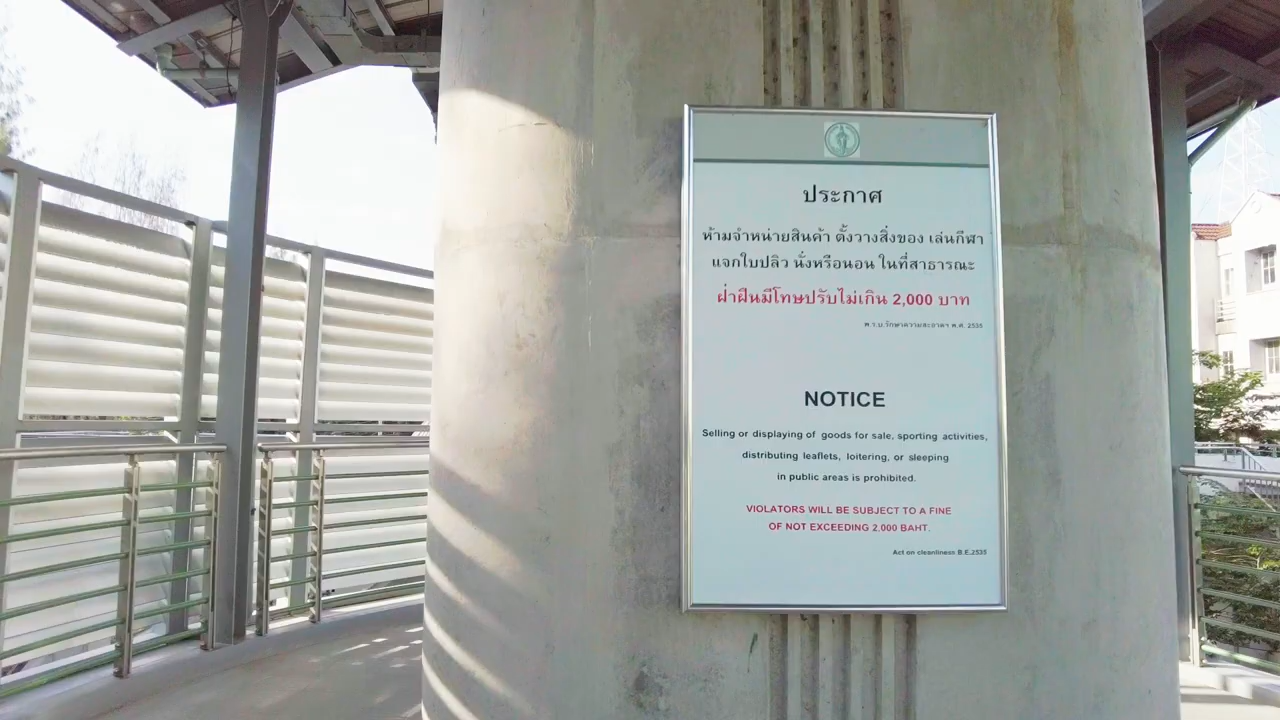 ประกาศ
ห้ามจำหน่ายสินค้า ตั้งวางสิ่งของ เล่นกีฬา
แจกใบปลิว นั่งหรือนอน ในที่สาธารณะ
ฝ่าฝืนมีโทษปรับไม่เกิน 2,000 บาท
พ.ร.บ.รักษาความสะอาดฯ พ.ศ. 2535
NOTICE
Selling or displaying of goods for sale, sporting activities,
distributing leaflets, loitering, or sleeping
in public areas is prohibited.
VIOLATORS WILL BE SUBJECT TO A FINE
OF NOT EXCEEDING 2,000 BAHT.
Act on cleanliness B.E.2535